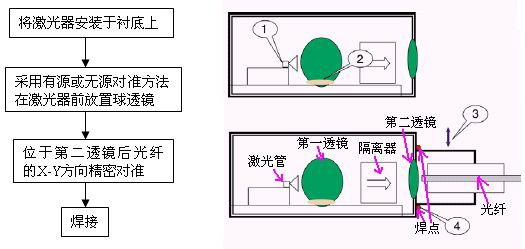 将激光器安装于衬底上
采用有源或无源对准方法
在激光器前放置球透镜
位于第二透镜后光纤
的X-Y方向精密对准
焊接
1
2
3
第一透镜
隔离器
第二透镜
激光管
光纤
焊点
4